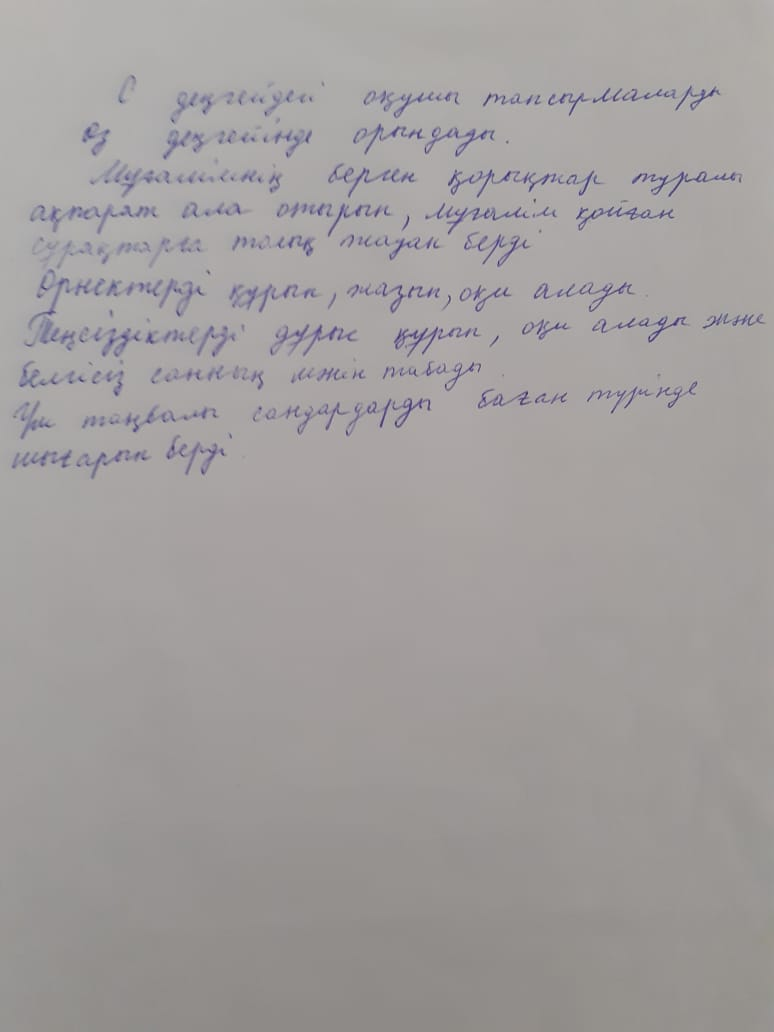 С деңгейдегі оқушы тапсырмаларды
өз деңгейінде орындады.
Мұғалімнің берген қорықтар туралы
ақпарат ала отырып, мұғалім қойған
сұрақтарға толық жауап берді
Өрнектерді құрып, жазып, оқи алады.
Теңсіздіктерді дұрыс құрып, оқи алады және
белгісіз санның мәнін табады.
Үш таңбалы сандардарды баған түрінде
шығарып берді.